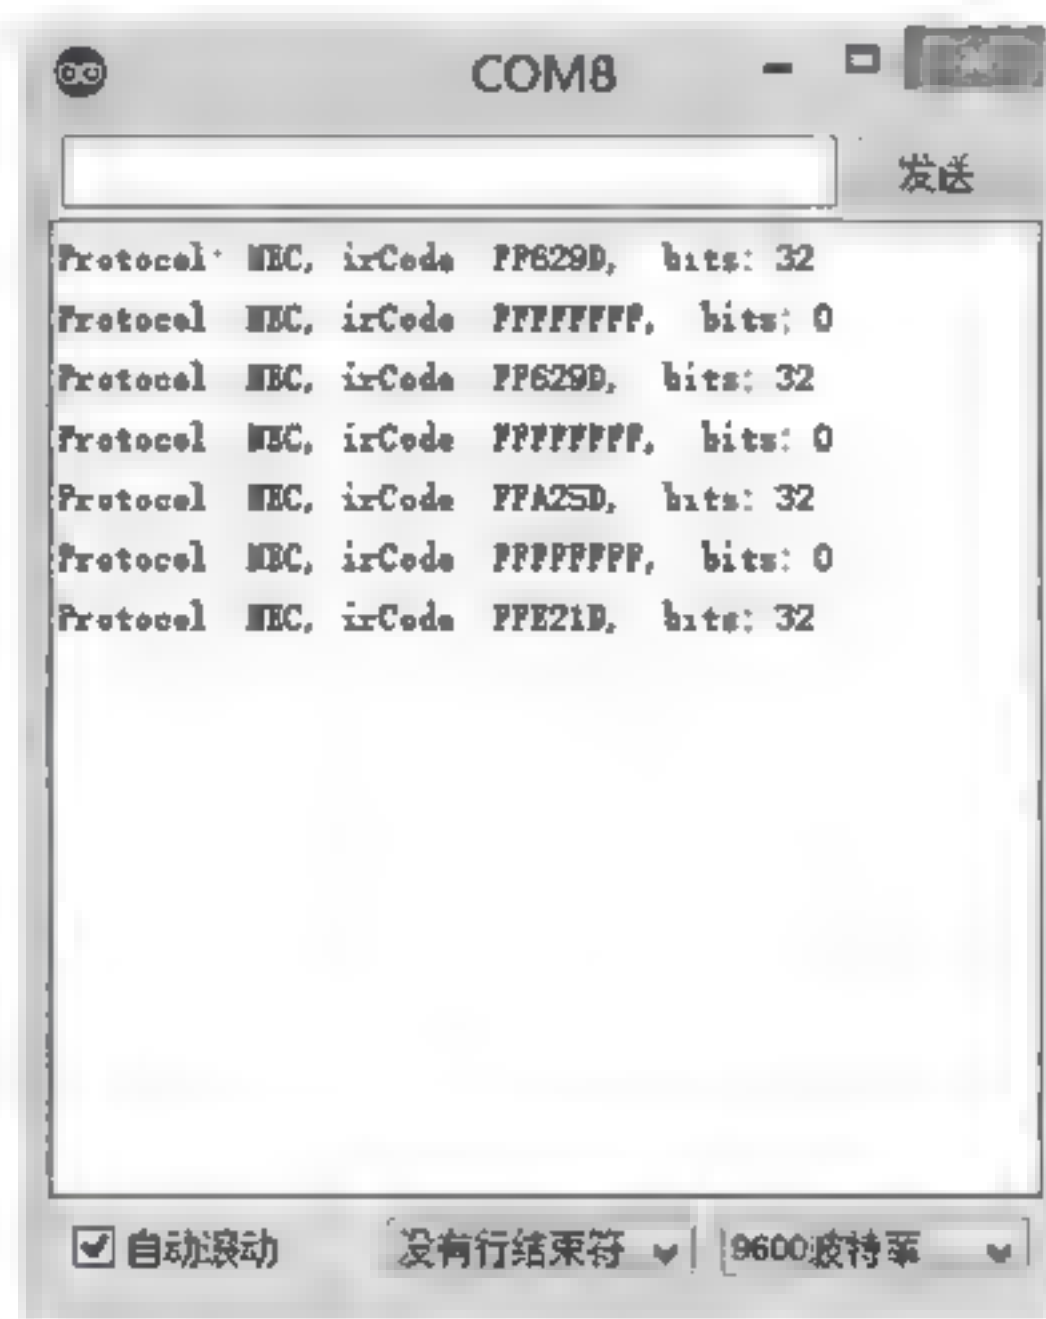 COM8
发送
Protocol: NEC, irCode FF629D, bits: 32
Protocol NEC, irCode FFFFFFFF, bits: 0
Protocol NEC, irCode FF629D, bits: 32
Protocol NEC, irCode FFFFFFFF, bits: 0
Protocol NEC, irCode FFA25D, bits: 32
Protocol NEC, irCode FFFFFFFF, bits: 0
Protocol NEC, irCode FFE21D, bits: 32
自动滚动 没有行结束符 9600波特率